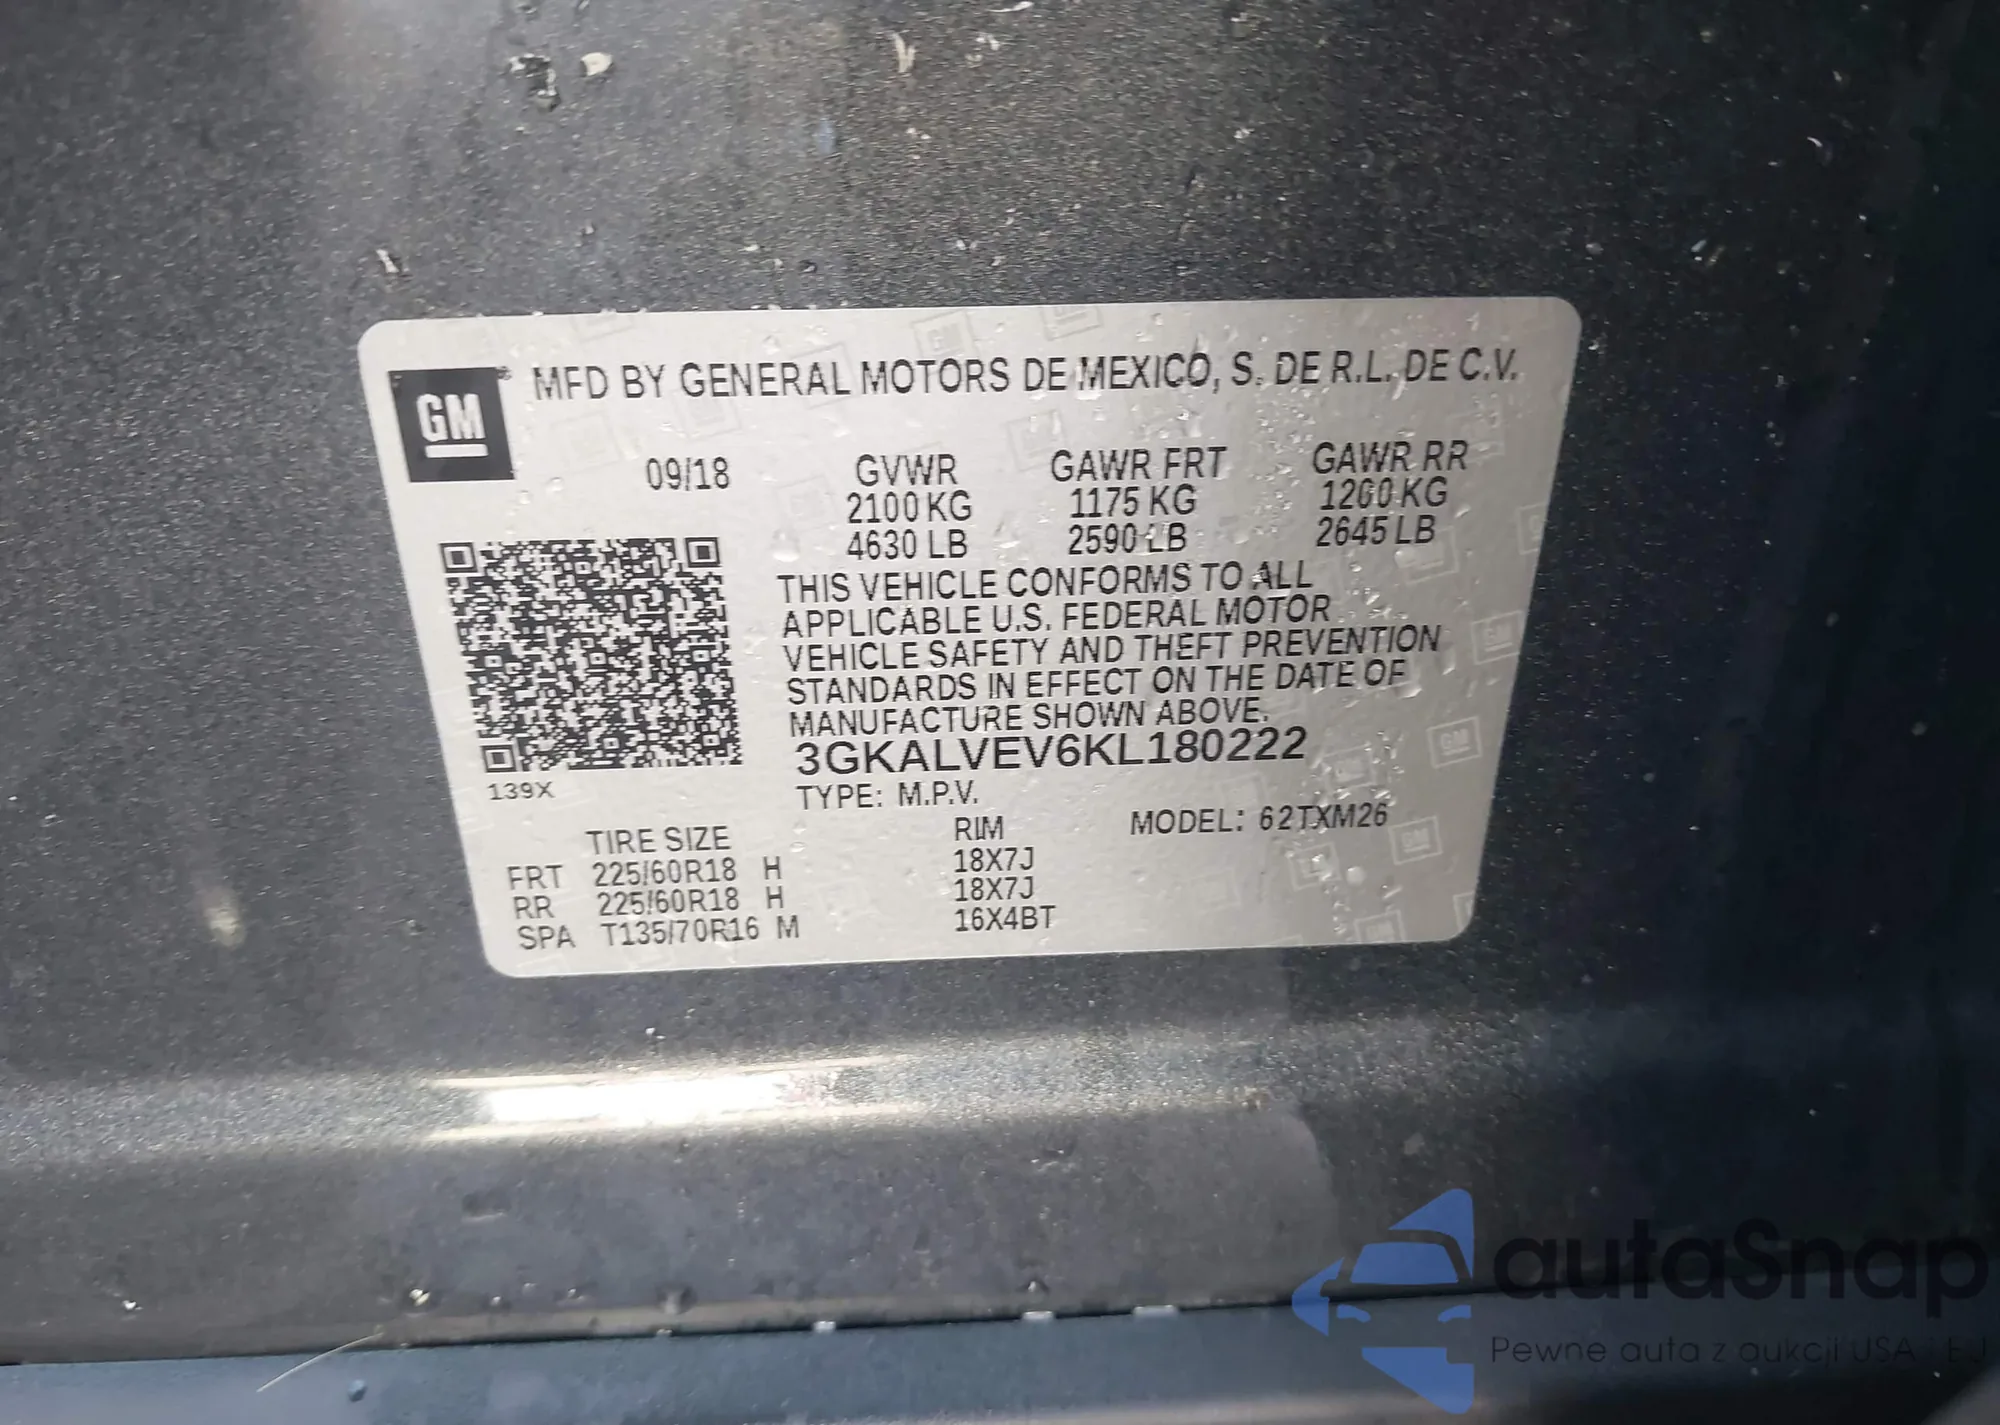 GM ® MFD BY GENERAL MOTORS DE MEXICO, S. DE R.L. DE C.V.
09/18 GVWR GAWR FRT GAWR RR
2100 KG 1175 KG 1200 KG
4630 LB 2590 LB 2645 LB
THIS VEHICLE CONFORMS TO ALL
APPLICABLE U.S. FEDERAL MOTOR
VEHICLE SAFETY AND THEFT PREVENTION
STANDARDS IN EFFECT ON THE DATE OF
MANUFACTURE SHOWN ABOVE.
3GKALVEV6KL180222
139X TYPE: M.P.V.
TIRE SIZE RIM MODEL: 62TXM26
FRT 225/60R18 H 18X7J
RR 225/60R18 H 18X7J
SPA T135/70R16 M 16X4BT
autaSnap
Pewne auta z aukcji USA i EU